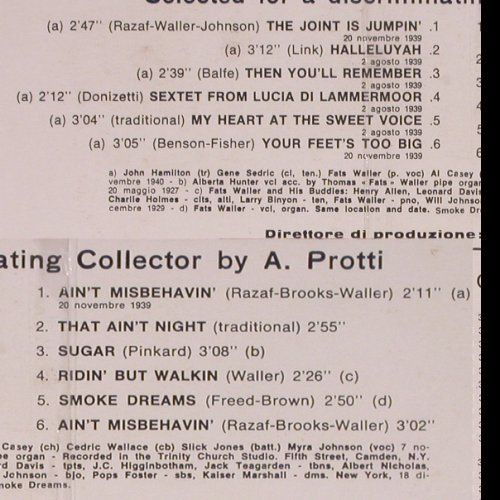 Selected for a discriminatin
(a) 2'47'' (Razaf-Waller-Johnson) THE JOINT IS JUMPIN' .1
20 novembre 1939
(a) 3'12'' (Link) HALLELUYAH .2
2 agosto 1939
(a) 2'39'' (Balfe) THEN YOU'LL REMEMBER .3
2 agosto 1939
(a) 2'12'' (Donizetti) SEXTET FROM LUCIA DI LAMMERMOOR .4
2 agosto 1939
(a) 3'04'' (traditional) MY HEART AT THE SWEET VOICE .5
2 agosto 1939
(a) 3'05'' (Benson-Fisher) YOUR FEET'S TOO BIG .6
20 novembre 1939
a) John Hamilton (tr) Gene Sedric (cl, ten.) Fats Waller (p. voc) Al Casey (
vembre 1940 - b) Alberta Hunter vcl acc. by Thomas « Fats » Waller pipe organ
20 maggio 1927 - c) Fats Waller and His Buddies: Henry Allen, Leonard Davis
Charlie Holmes - clts, alti, Larry Binyon - ten, Fats Waller - pno, Will Johnson
cembre 1929 - d) Fats Waller - vcl, organ. Same location and date. Smoke Dre
Direttore di produzione:
ating Collector by A. Protti
1. AIN'T MISBEHAVIN' (Razaf-Brooks-Waller) 2'11'' (a)
20 novembre 1939
2. THAT AIN'T NIGHT (traditional) 2'55''
3. SUGAR (Pinkard) 3'08'' (b)
4. RIDIN' BUT WALKIN (Waller) 2'26'' (c)
5. SMOKE DREAMS (Freed-Brown) 2'50'' (d)
6. AIN'T MISBEHAVIN' (Razaf-Brooks-Waller) 3'02''
Casey (ch) Cedric Wallace (cb) Slick Jones (batt.) Myra Johnson (voc) 7 no-
pe organ - Recorded in the Trinity Church Studio. Fifth Street, Camden, N.Y.
rd Davis - tpts, J.C. Higginbotham, Jack Teagarden - tbns, Albert Nicholas,
Johnson - bjo, Pops Foster - sbs, Kaiser Marshall - dms. New York, 18 di-
moke Dreams.